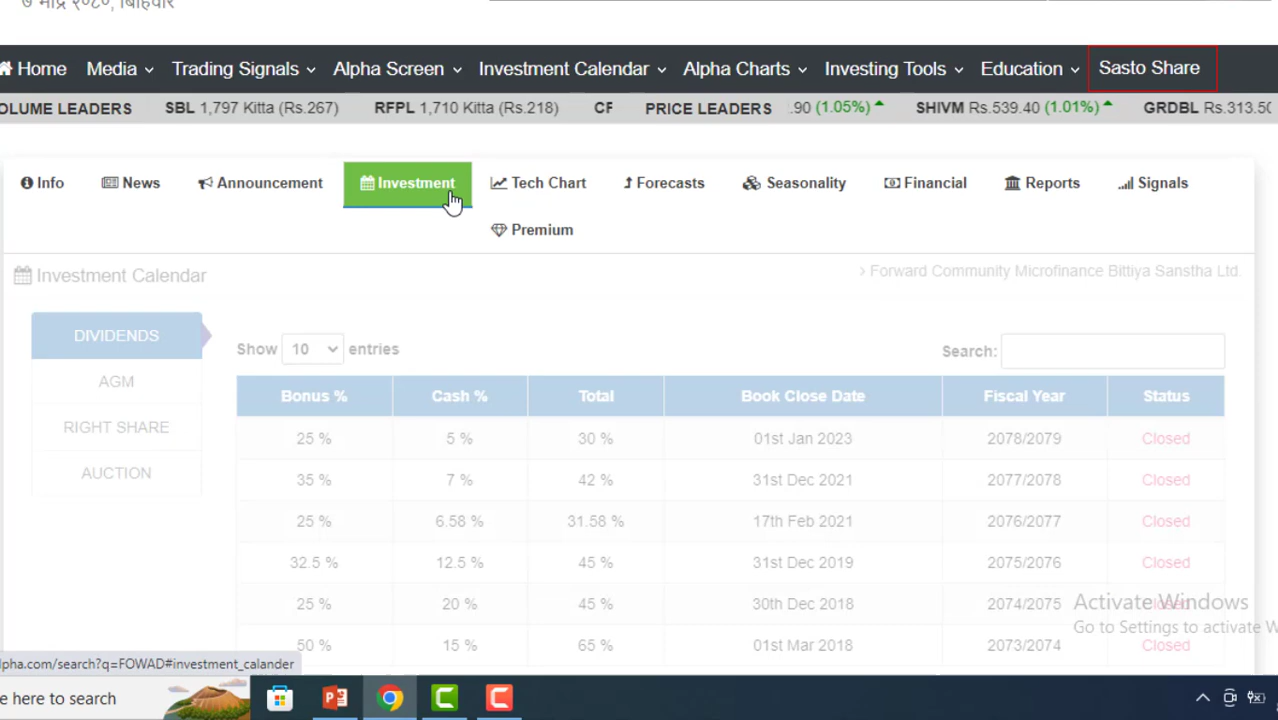 ७ भाद्र २०८०, बिहिवार
Home Media Trading Signals Alpha Screen Investment Calendar Alpha Charts Investing Tools Education Sasto Share
OLUME LEADERS SBL 1,797 Kitta (Rs.267) RFPL 1,710 Kitta (Rs.218) CF PRICE LEADERS .90 (1.05%) SHIVM Rs.539.40 (1.01%) GRDBL Rs.313.50
Info News Announcement Investment Tech Chart Forecasts Seasonality Financial Reports Signals
Premium
Investment Calendar > Forward Community Microfinance Bittiya Sanstha Ltd.
DIVIDENDS
AGM
RIGHT SHARE
AUCTION
Show 10 entries Search:
Bonus % Cash % Total Book Close Date Fiscal Year Status
25 % 5 % 30 % 01st Jan 2023 2078/2079 Closed
35 % 7 % 42 % 31st Dec 2021 2077/2078 Closed
25 % 6.58 % 31.58 % 17th Feb 2021 2076/2077 Closed
32.5 % 12.5 % 45 % 31st Dec 2019 2075/2076 Closed
25 % 20 % 45 % 30th Dec 2018 2074/2075 Closed
50 % 15 % 65 % 01st Mar 2018 2073/2074 Closed
Activate Windows
Go to Settings to activate W
lpha.com/search?q=FOWAD#investment_calander
e here to search